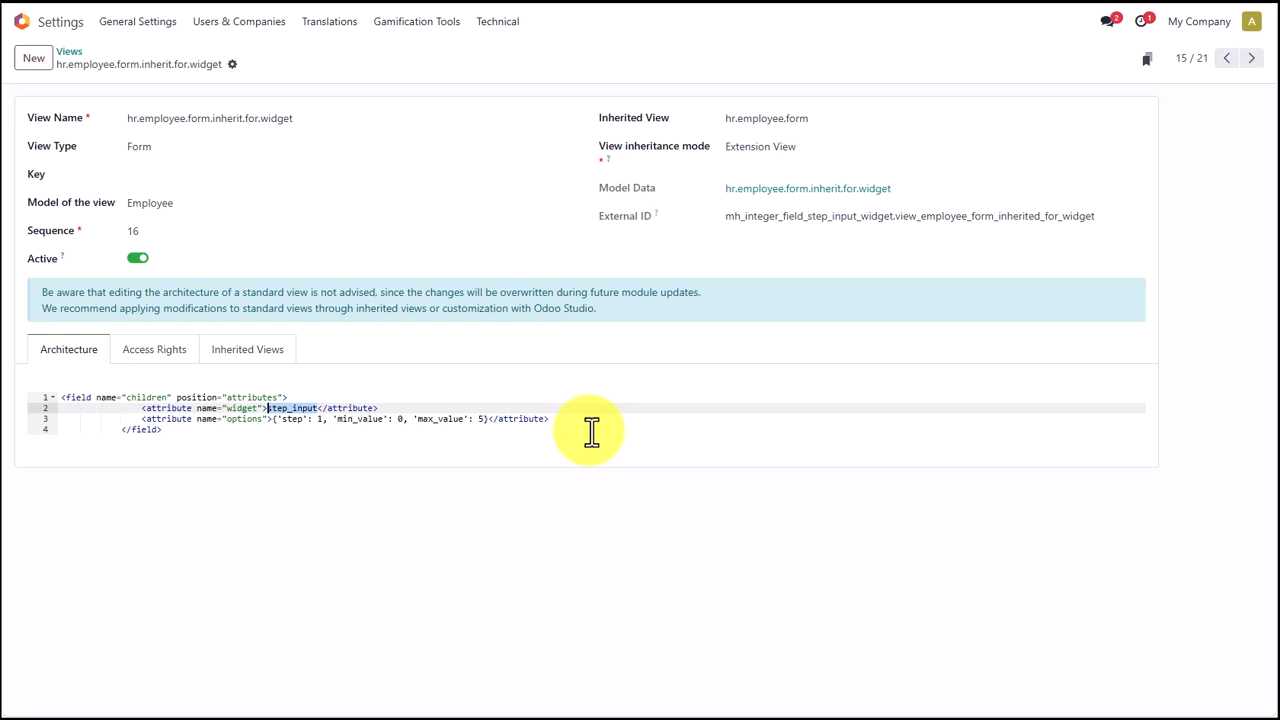 Settings General Settings Users & Companies Translations Gamification Tools Technical 2 1 My Company A
New Views 15 / 21
hr.employee.form.inherit.for.widget
View Name * hr.employee.form.inherit.for.widget Inherited View hr.employee.form
View Type Form View inheritance mode * ? Extension View
Key
Model Data hr.employee.form.inherit.for.widget
Model of the view Employee
External ID ? mh_integer_field_step_input_widget.view_employee_form_inherited_for_widget
Sequence * 16
Active ?
Be aware that editing the architecture of a standard view is not advised, since the changes will be overwritten during future module updates.
We recommend applying modifications to standard views through inherited views or customization with Odoo Studio.
Architecture Access Rights Inherited Views
1 <field name="children" position="attributes">
2 <attribute name="widget">step_input</attribute>
3 <attribute name="options">{'step': 1, 'min_value': 0, 'max_value': 5}</attribute>
4 </field>